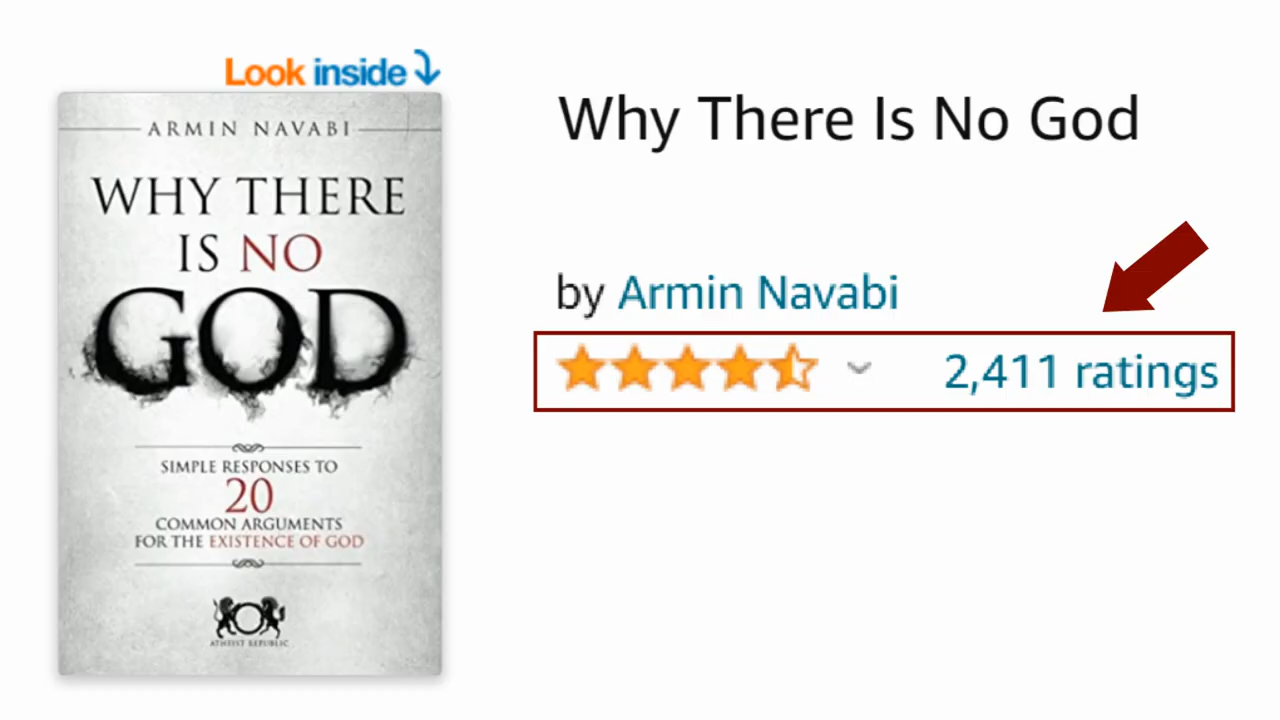 Look inside
ARMIN NAVABI
WHY THERE
IS NO
GOD
SIMPLE RESPONSES TO
20
COMMON ARGUMENTS
FOR THE EXISTENCE OF GOD
ATHEIST REPUBLIC
Why There Is No God
by Armin Navabi
2,411 ratings